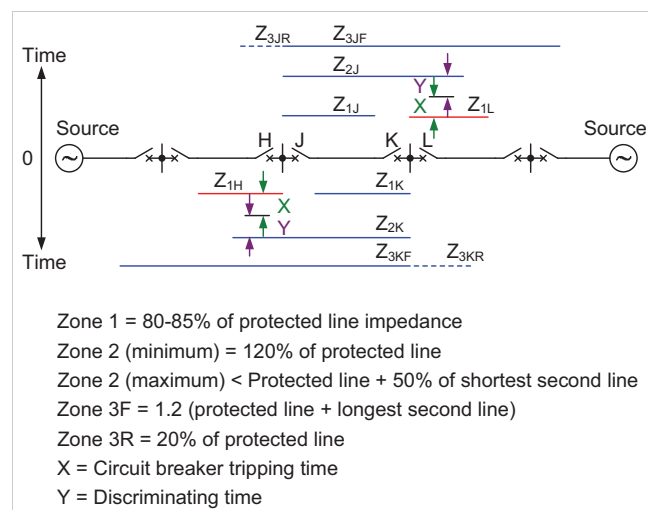 Time
Z3JR
Z3JF
Z2J
Y
Z1J
X
Z1L
Source
H
J
K
L
Source
0
Z1H
Z1K
X
Z2K
Y
Time
Z3KF
Z3KR
Zone 1 = 80-85% of protected line impedance
Zone 2 (minimum) = 120% of protected line
Zone 2 (maximum) < Protected line + 50% of shortest second line
Zone 3F = 1.2 (protected line + longest second line)
Zone 3R = 20% of protected line
X = Circuit breaker tripping time
Y = Discriminating time